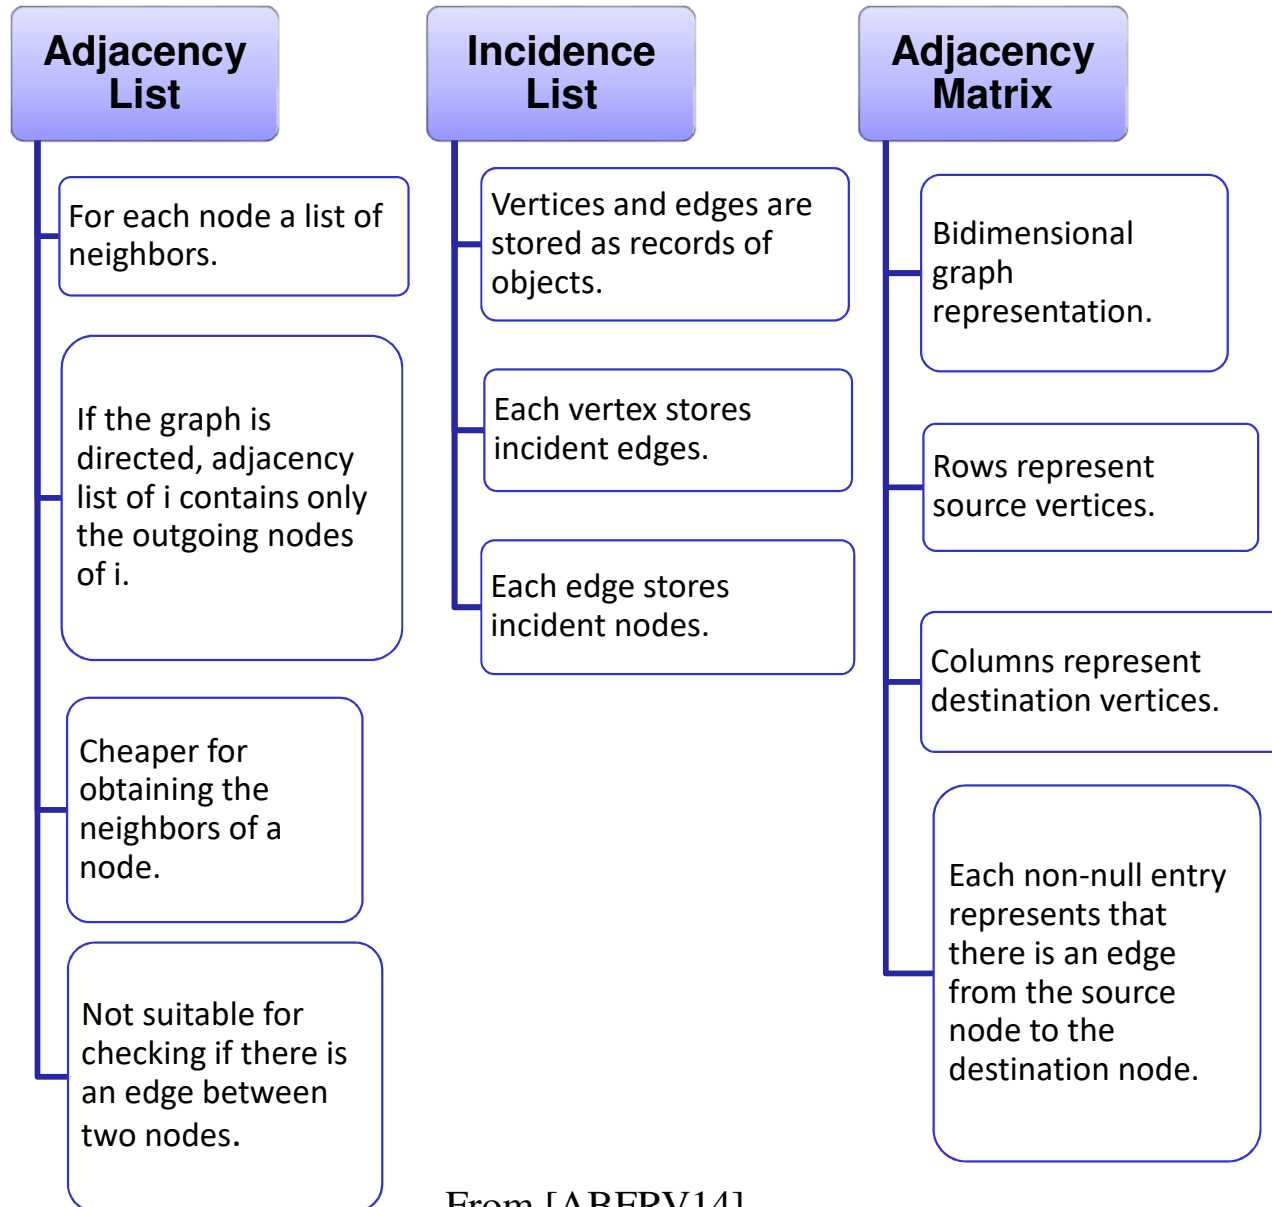 Adjacency
List
For each node a list of
neighbors.
If the graph is
directed, adjacency
list of i contains only
the outgoing nodes
of i.
Cheaper for
obtaining the
neighbors of a
node.
Not suitable for
checking if there is
an edge between
two nodes.
Incidence
List
Vertices and edges are
stored as records of
objects.
Each vertex stores
incident edges.
Each edge stores
incident nodes.
Adjacency
Matrix
Bidimensional
graph
representation.
Rows represent
source vertices.
Columns represent
destination vertices.
Each non-null entry
represents that
there is an edge
from the source
node to the
destination node.
From [ABFRV14]